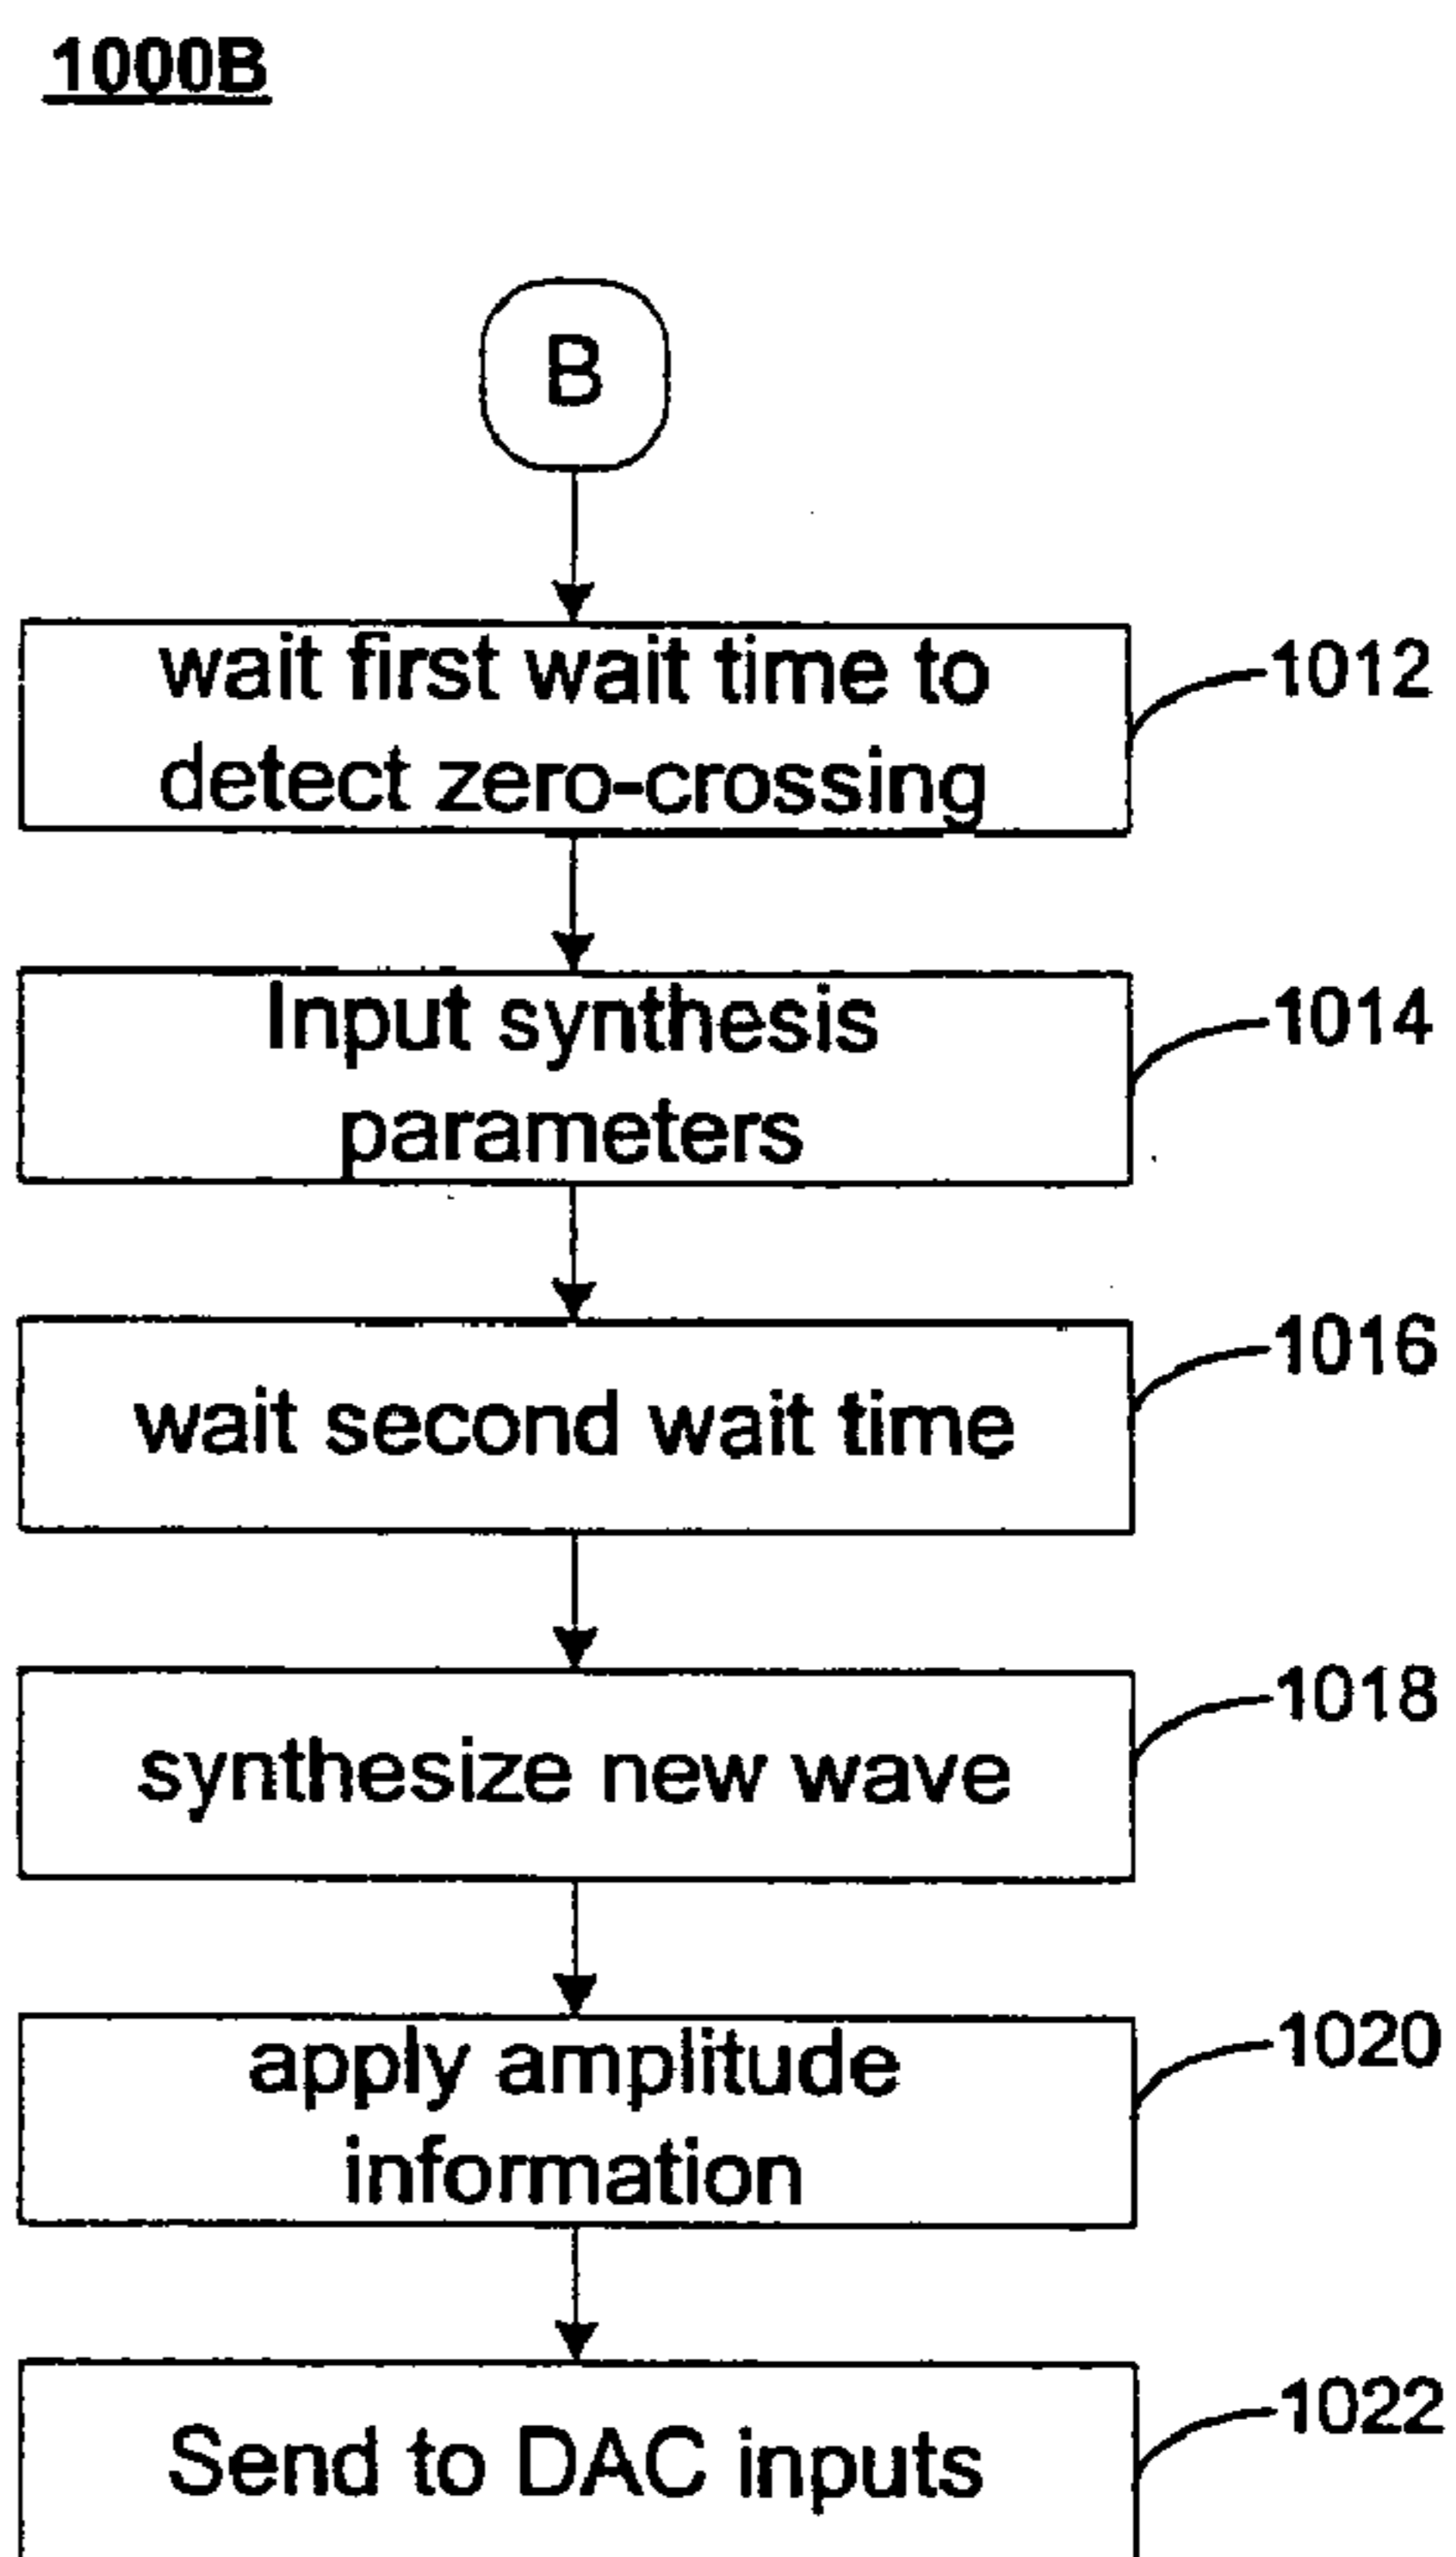 1000B
B
wait first wait time to
detect zero-crossing
1012
Input synthesis
parameters
1014
wait second wait time
1016
synthesize new wave
1018
apply amplitude
information
1020
Send to DAC inputs
1022